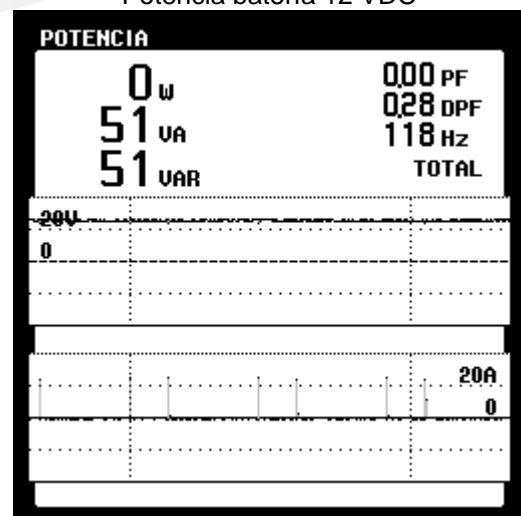 Potencia batería 12 VDC
POTENCIA
0 W
0,00 PF
51 VA
0,28 DPF
51 VAR
118 Hz
TOTAL
20V
0
20A
0